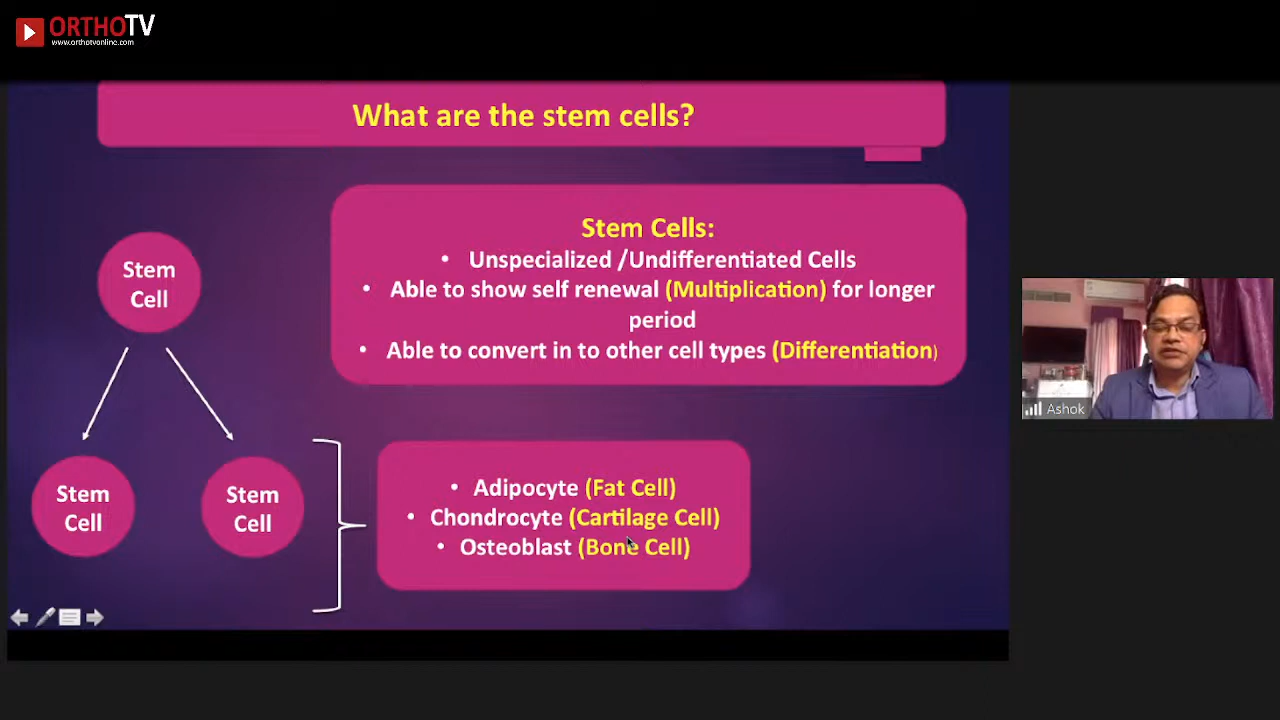 ORTHOTV
www.orthotvonline.com
What are the stem cells?
Stem Cells:
• Unspecialized /Undifferentiated Cells
• Able to show self renewal (Multiplication) for longer
period
• Able to convert in to other cell types (Differentiation)
Stem
Cell
Stem
Cell
Stem
Cell
• Adipocyte (Fat Cell)
• Chondrocyte (Cartilage Cell)
• Osteoblast (Bone Cell)
Ashok